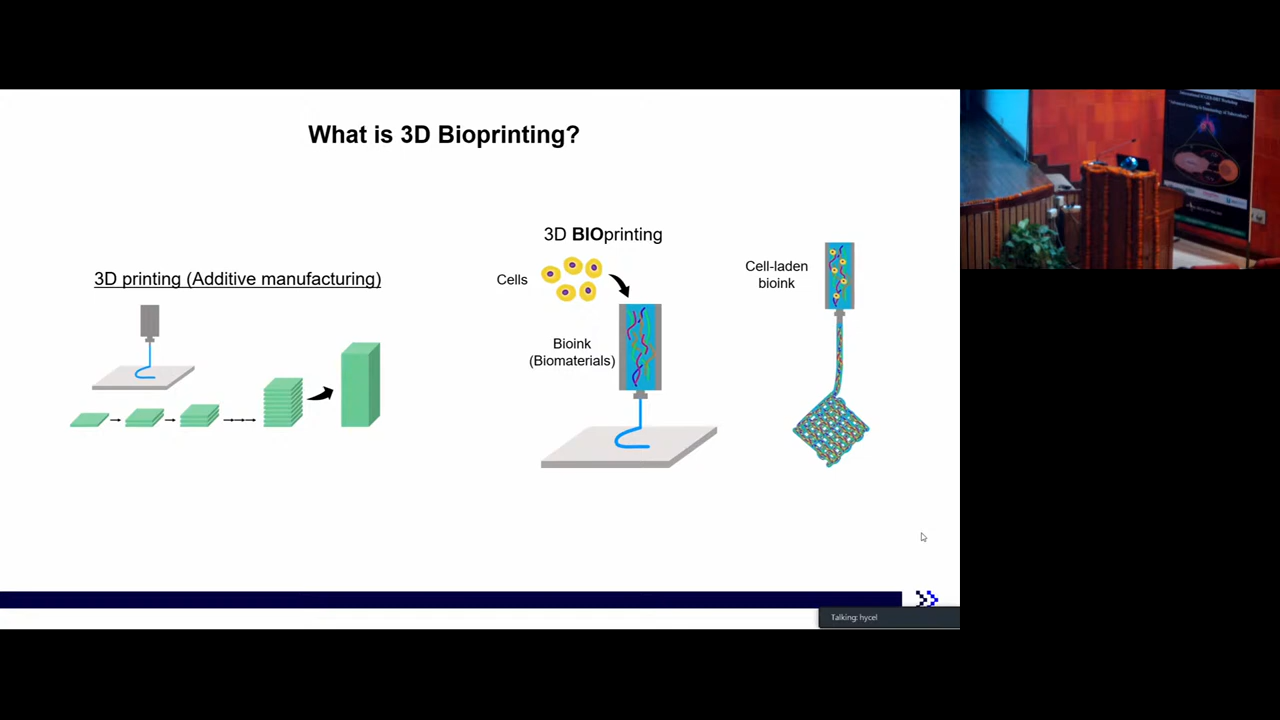 What is 3D Bioprinting?
3D printing (Additive manufacturing)
3D BIOprinting
Cells
Bioink
(Biomaterials)
Cell-laden
bioink
Talking: hycel